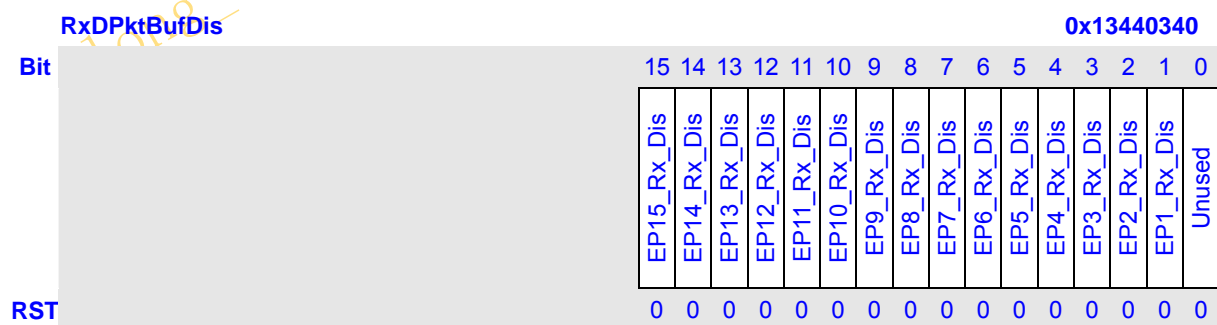 RxDPktBufDis 0x13440340
Bit 15 14 13 12 11 10 9 8 7 6 5 4 3 2 1 0
EP15_Rx_Dis
EP14_Rx_Dis
EP13_Rx_Dis
EP12_Rx_Dis
EP11_Rx_Dis
EP10_Rx_Dis
EP9_Rx_Dis
EP8_Rx_Dis
EP7_Rx_Dis
EP6_Rx_Dis
EP5_Rx_Dis
EP4_Rx_Dis
EP3_Rx_Dis
EP2_Rx_Dis
EP1_Rx_Dis
Unused
RST 0 0 0 0 0 0 0 0 0 0 0 0 0 0 0 0